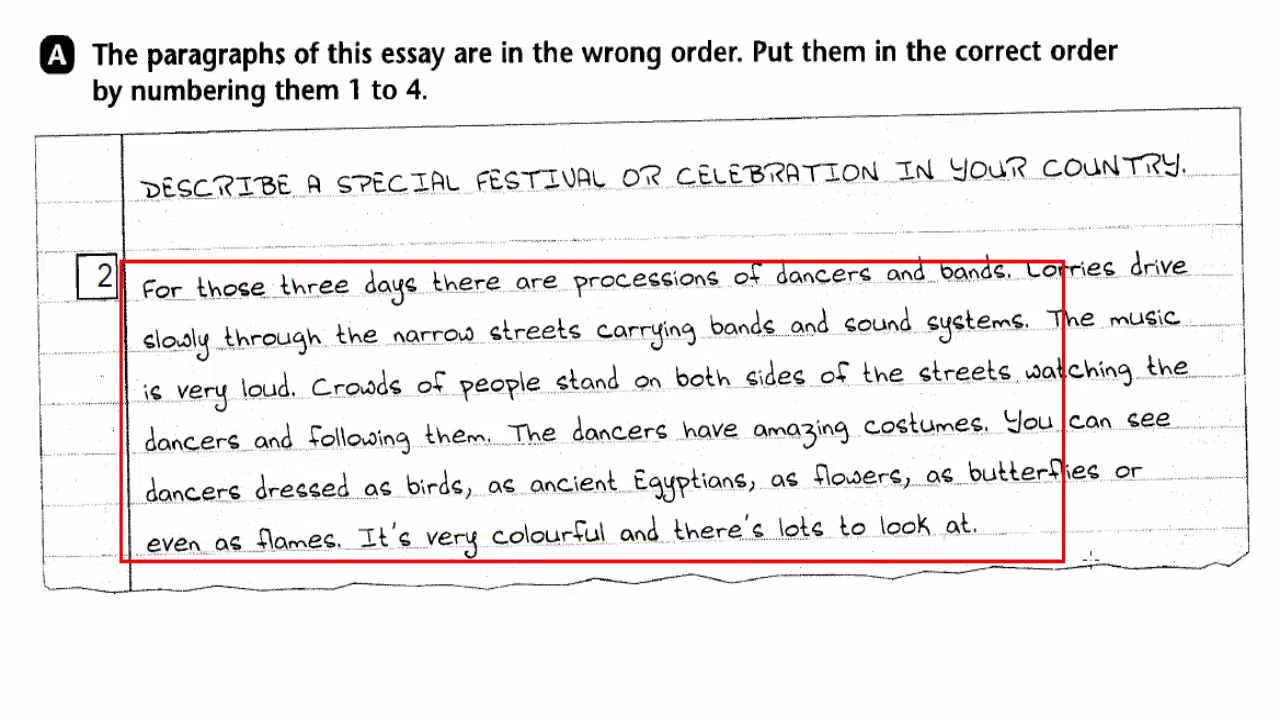 A The paragraphs of this essay are in the wrong order. Put them in the correct order
by numbering them 1 to 4.
DESCRIBE A SPECIAL FESTIVAL OR CELEBRATION IN YOUR COUNTRY.
2 For those three days there are processions of dancers and bands. Lorries drive
slowly through the narrow streets carrying bands and sound systems. The music
is very loud. Crowds of people stand on both sides of the streets watching the
dancers and following them. The dancers have amazing costumes. You can see
dancers dressed as birds, as ancient Egyptians, as flowers, as butterflies or
even as flames. It's very colourful and there's lots to look at.